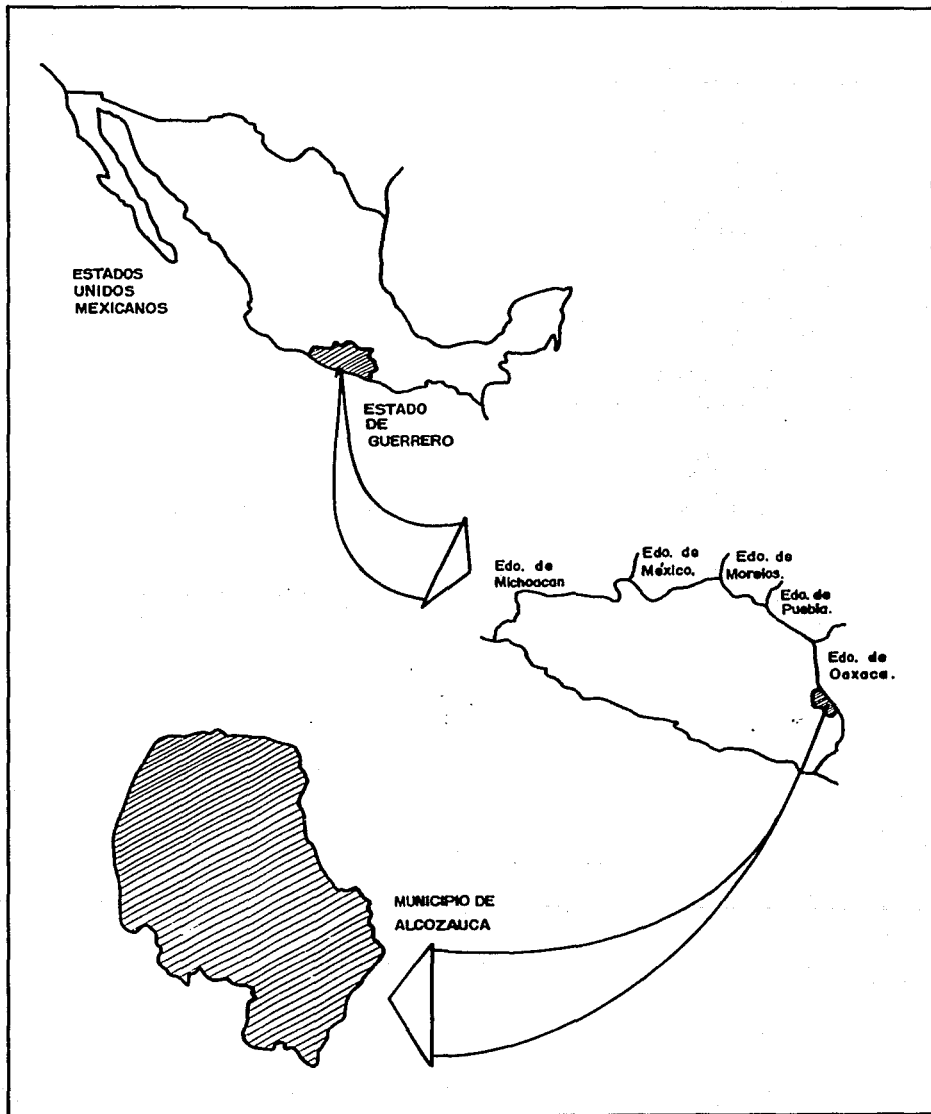 ESTADOS
UNIDOS
MEXICANOS
ESTADO
DE
GUERRERO
Edo. de
Michoacan
Edo. de
México.
Edo. de
Morelos.
Edo. de
Puebla.
Edo. de
Oaxaca.
MUNICIPIO DE
ALCOZAUCA